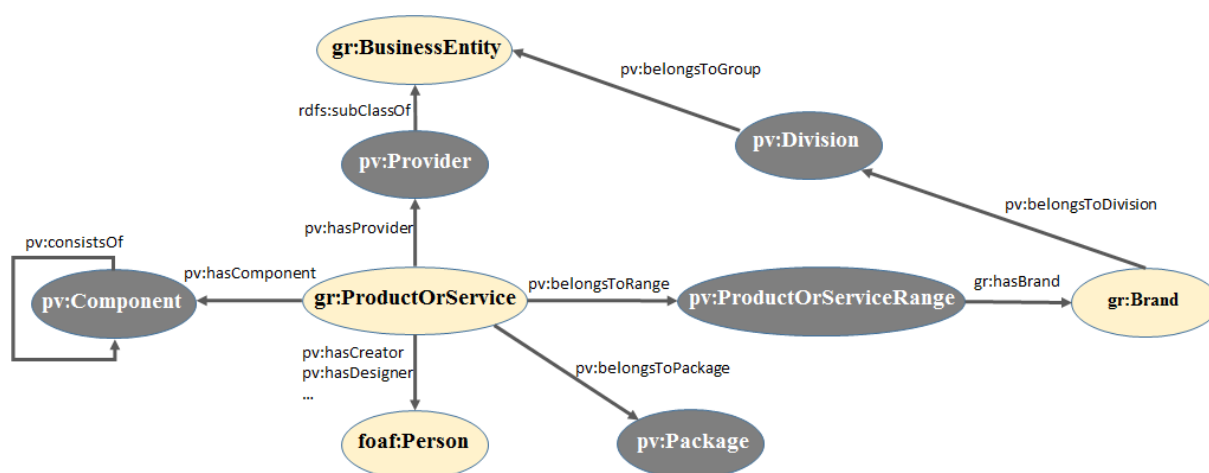 gr:BusinessEntity
pv:belongsToGroup
rdfs:subClassOf
pv:Division
pv:Provider
pv:belongsToDivision
pv:hasProvider
pv:consistsOf
pv:hasComponent
pv:Component
gr:ProductOrService
pv:belongsToRange
pv:ProductOrServiceRange
gr:hasBrand
gr:Brand
pv:hasCreator
pv:hasDesigner
...
pv:belongsToPackage
foaf:Person
pv:Package